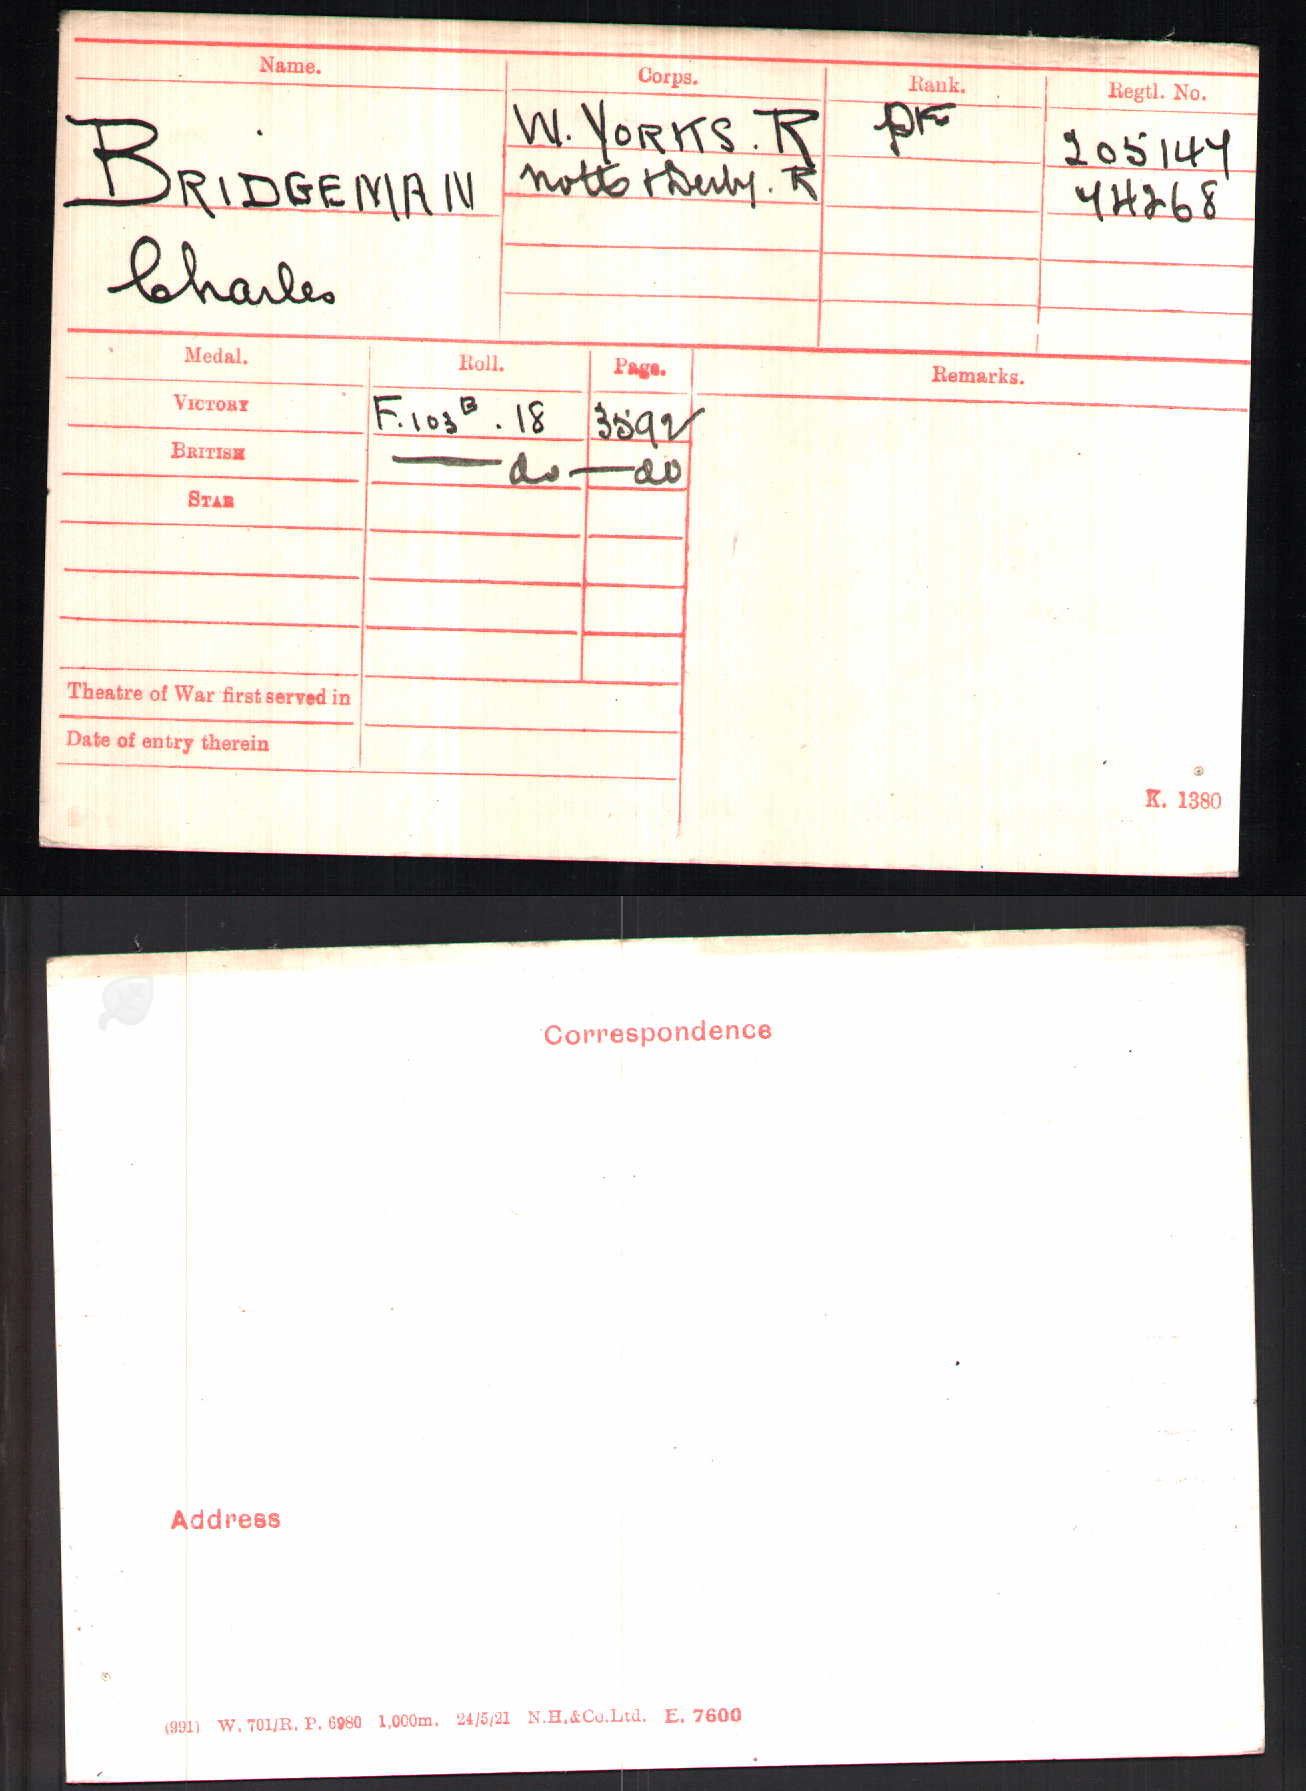 Name. Corps. Rank. Regtl. No.
BRIDGEMAN W. YORKS. R Pte 205147
Charles Notts & Derby. R 74268
Medal. Roll. Page. Remarks.
VICTORY F.103B. 18 3592
BRITISH — do — do
STAR
Theatre of War first served in
Date of entry therein
K. 1380
Correspondence
Address
(991) W. 701/R. P. 6980 1,000m. 24/5/21 N.H.&Co.Ltd. E. 7600